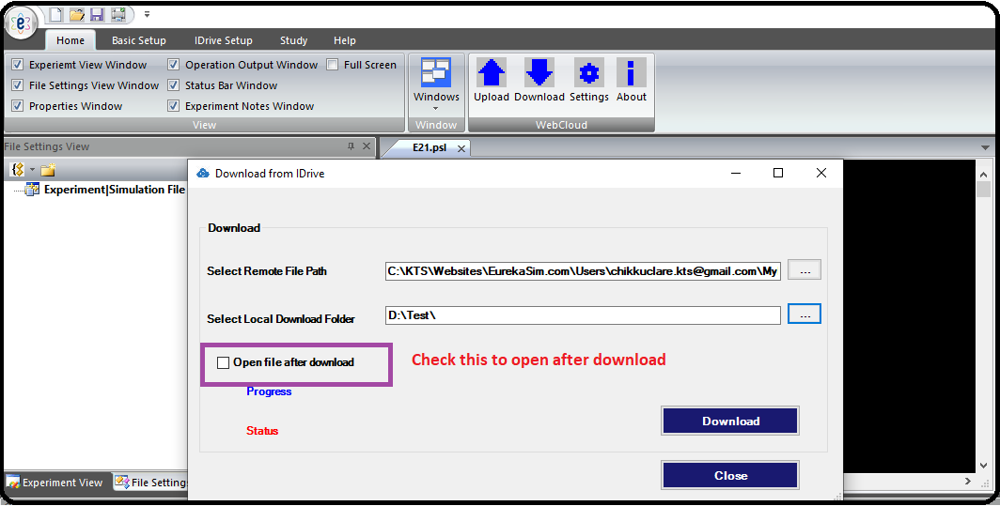 Home Basic Setup IDrive Setup Study Help
Experiemt View Window Operation Output Window Full Screen
File Settings View Window Status Bar Window
Properties Window Experiment Notes Window
View
Windows
Window
Upload Download Settings About
WebCloud
File Settings View
E21.psl
Experiment|Simulation File
Download from IDrive
Download
Select Remote File Path C:\KTS\Websites\EurekaSim.com\Users\chikkuclare.kts@gmail.com\My
...
Select Local Download Folder D:\Test\
...
Open file after download
Check this to open after download
Progress
Status
Download
Close
Experiment View File Settings